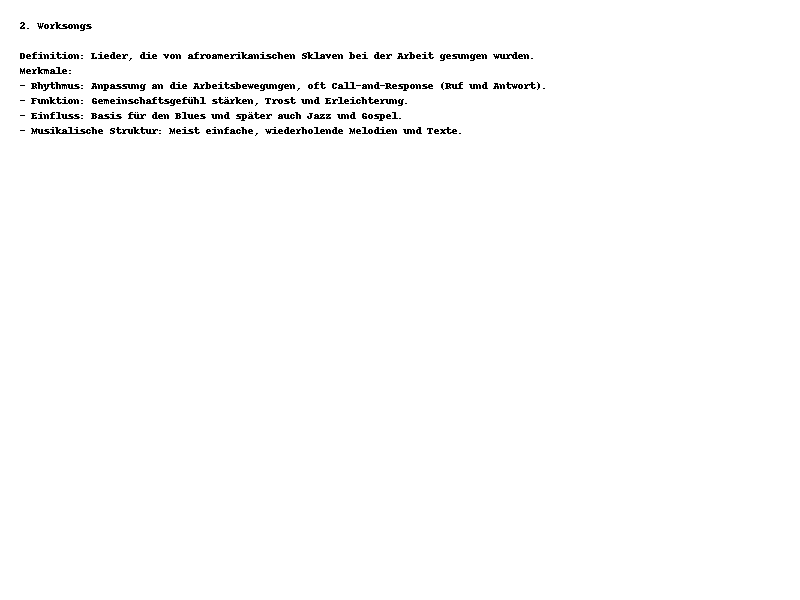 2. Worksongs
Definition: Lieder, die von afroamerikanischen Sklaven bei der Arbeit gesungen wurden.
Merkmale:
- Rhythmus: Anpassung an die Arbeitsbewegungen, oft Call-and-Response (Ruf und Antwort).
- Funktion: Gemeinschaftsgefühl stärken, Trost und Erleichterung.
- Einfluss: Basis für den Blues und später auch Jazz und Gospel.
- Musikalische Struktur: Meist einfache, wiederholende Melodien und Texte.